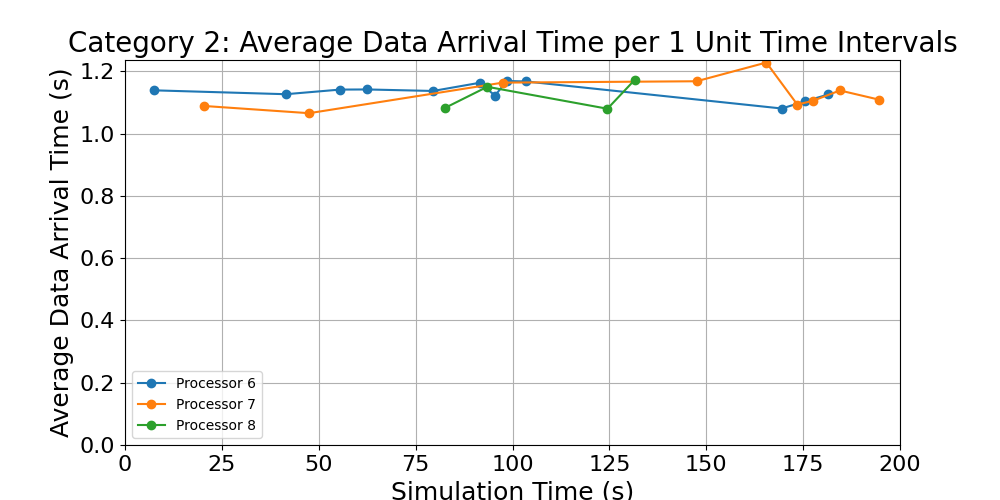 Category 2: Average Data Arrival Time per 1 Unit Time Intervals
Average Data Arrival Time (s)
1.2
1.0
0.8
0.6
0.4
0.2
0.0
Processor 6
Processor 7
Processor 8
0 25 50 75 100 125 150 175 200
Simulation Time (s)